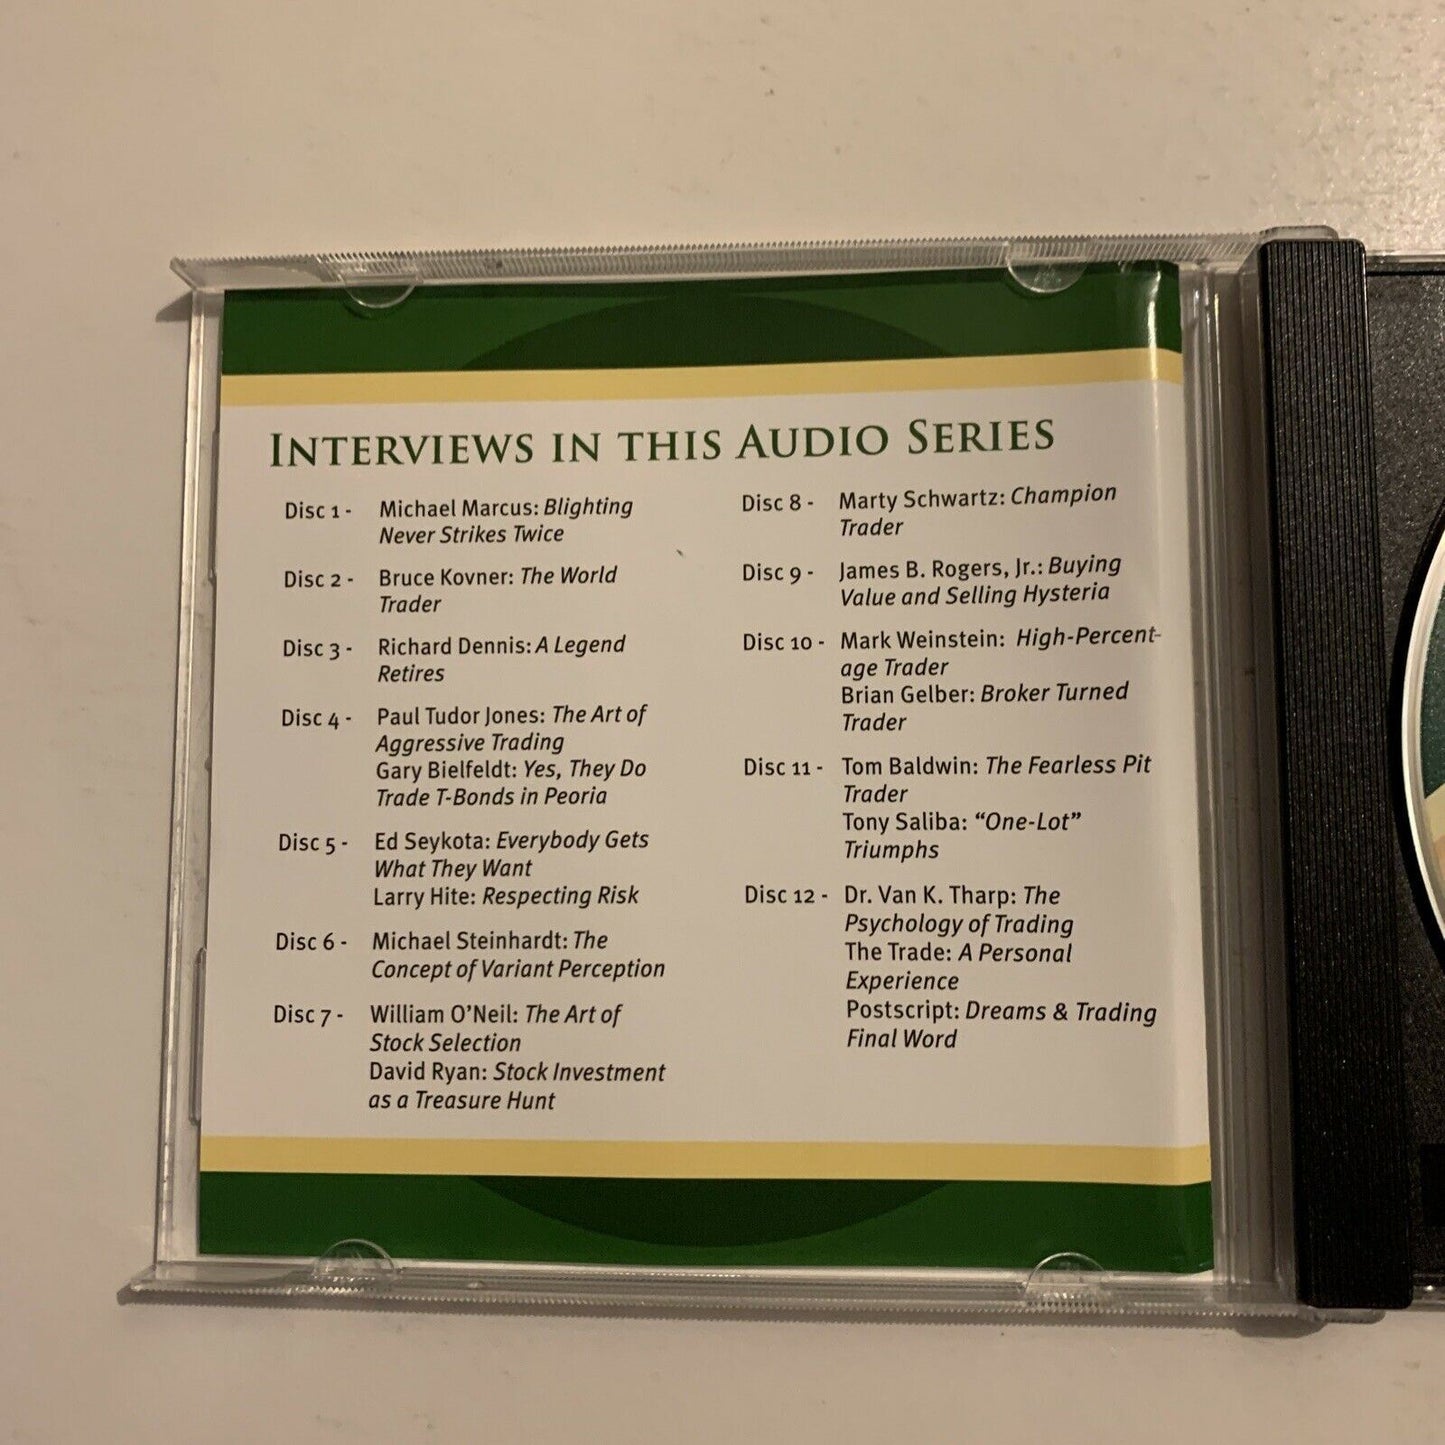 INTERVIEWS IN THIS AUDIO SERIES
Disc 1 - Michael Marcus: Blighting
Never Strikes Twice
Disc 2 - Bruce Kovner: The World
Trader
Disc 3 - Richard Dennis: A Legend
Retires
Disc 4 - Paul Tudor Jones: The Art of
Aggressive Trading
Gary Bielfeldt: Yes, They Do
Trade T-Bonds in Peoria
Disc 5 - Ed Seykota: Everybody Gets
What They Want
Larry Hite: Respecting Risk
Disc 6 - Michael Steinhardt: The
Concept of Variant Perception
Disc 7 - William O'Neil: The Art of
Stock Selection
David Ryan: Stock Investment
as a Treasure Hunt
Disc 8 - Marty Schwartz: Champion
Trader
Disc 9 - James B. Rogers, Jr.: Buying
Value and Selling Hysteria
Disc 10 - Mark Weinstein: High-Percent-
age Trader
Brian Gelber: Broker Turned
Trader
Disc 11 - Tom Baldwin: The Fearless Pit
Trader
Tony Saliba: “One-Lot”
Triumphs
Disc 12 - Dr. Van K. Tharp: The
Psychology of Trading
The Trade: A Personal
Experience
Postscript: Dreams & Trading
Final Word